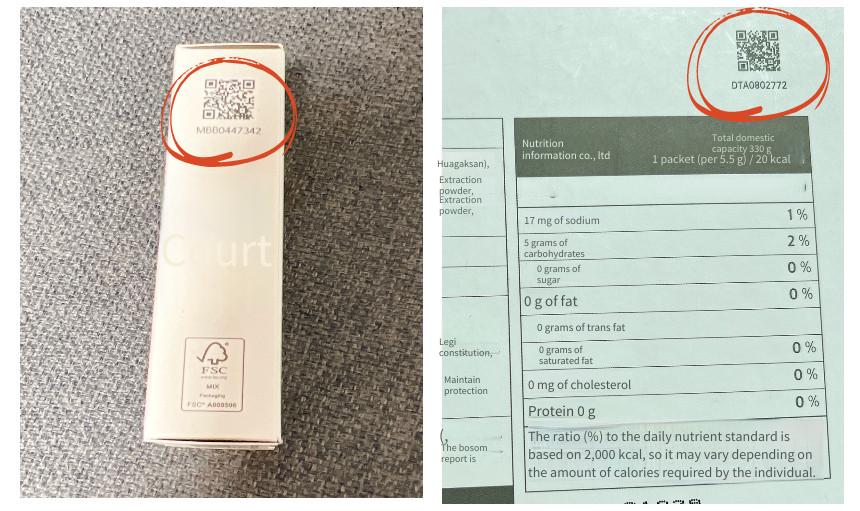 MBB0447342
Court
FSC
MIX
Packaging
DTA0802772
Huagaksan),
Extraction
powder,
Extraction
powder,
Legi
constitution,
Maintain
protection
The bosom
report is
Nutrition
information co., ltd
Total domestic
capacity 330 g
1 packet (per 5.5 g) / 20 kcal
17 mg of sodium 1 %
5 grams of
carbohydrates 2 %
0 grams of
sugar 0 %
0 g of fat 0 %
0 grams of trans fat
0 grams of
saturated fat 0 %
0 mg of cholesterol 0 %
Protein 0 g 0 %
The ratio (%) to the daily nutrient standard is
based on 2,000 kcal, so it may vary depending on
the amount of calories required by the individual.